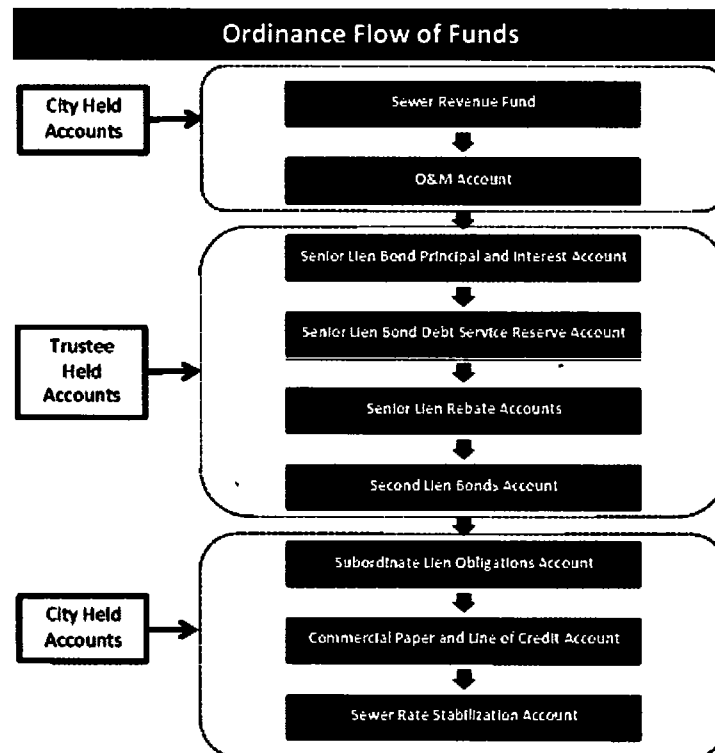 Ordinance Flow of Funds
City Held
Accounts
Sewer Revenue Fund
O&M Account
Trustee
Held
Accounts
Senior Lien Bond Principal and Interest Account
Senior Lien Bond Debt Service Reserve Account
Senior Lien Rebate Accounts
Second Lien Bonds Account
City Held
Accounts
Subordinate Lien Obligations Account
Commercial Paper and Line of Credit Account
Sewer Rate Stabilization Account